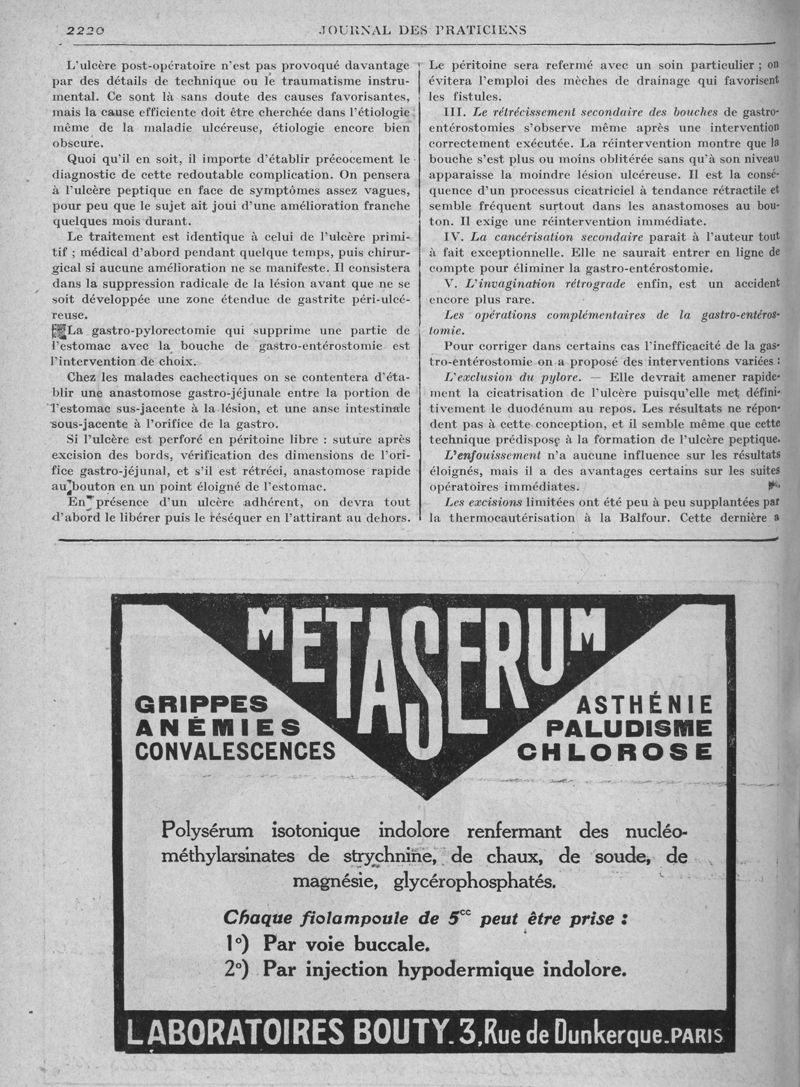 2220
JOURNAL DES PRATICIENS
L'ulcère post-opératoire n'est pas provoqué davantage
par des détails de technique ou le traumatisme instru-
mental. Ce sont là sans doute des causes favorisantes,
mais la cause efficiente doit être cherchée dans l'étiologie
même de la maladie ulcéreuse, étiologie encore bien
obscure.
Quoi qu'il en soit, il importe d'établir précocement le
diagnostic de cette redoutable complication. On pensera
à l'ulcère peptique en face de symptômes assez vagues,
pour peu que le sujet ait joui d'une amélioration franche
quelques mois durant.
Le traitement est identique à celui de l'ulcère primi-
tif ; médical d'abord pendant quelque temps, puis chirur-
gical si aucune amélioration ne se manifeste. Il consistera
dans la suppression radicale de la lésion avant que ne se
soit développée une zone étendue de gastrite péri-ulcé-
reuse.
La gastro-pylorectomie qui supprime une partie de
l'estomac avec la bouche de gastro-entérostomie est
l'intervention de choix.
Chez les malades cachectiques on se contentera d'éta-
blir une anastomose gastro-jéjunale entre la portion de
l'estomac sus-jacente à la lésion, et une anse intestinale
sous-jacente à l'orifice de la gastro.
Si l'ulcère est perforé en péritoine libre : suture après
excision des bords, vérification des dimensions de l'ori-
fice gastro-jéjunal, et s'il est rétréci, anastomose rapide
au bouton en un point éloigné de l'estomac.
En présence d'un ulcère adhérent, on devra tout
d'abord le libérer puis le réséquer en l'attirant au dehors.
Le péritoine sera refermé avec un soin particulier ; on
évitera l'emploi des mèches de drainage qui favorisent
les fistules.
III. Le rétrécissement secondaire des bouches de gastro-
entérostomies s'observe même après une intervention
correctement exécutée. La réintervention montre que la
bouche s'est plus ou moins oblitérée sans qu'à son niveau
apparaisse la moindre lésion ulcéreuse. Il est la consé-
quence d'un processus cicatriciel à tendance rétractile et
semble fréquent surtout dans les anastomoses au bou-
ton. Il exige une réintervention immédiate.
IV. La cancérisation secondaire paraît à l'auteur tout
à fait exceptionnelle. Elle ne saurait entrer en ligne de
compte pour éliminer la gastro-entérostomie.
V. L'invagination rétrograde enfin, est un accident
encore plus rare.
Les opérations complémentaires de la gastro-entéros-
tomie.
Pour corriger dans certains cas l'inefficacité de la gas-
tro-entérostomie on a proposé des interventions variées :
L'exclusion du pylore. — Elle devrait amener rapide-
ment la cicatrisation de l'ulcère puisqu'elle met défini-
tivement le duodénum au repos. Les résultats ne répon-
dent pas à cette conception, et il semble même que cette
technique prédispose à la formation de l'ulcère peptique.
L'enfouissement n'a aucune influence sur les résultats
éloignés, mais il a des avantages certains sur les suites
opératoires immédiates.
Les excisions limitées ont été peu à peu supplantées par
la thermocautérisation à la Balfour. Cette dernière a
METASERUM
GRIPPES
ANÉMIES
CONVALESCENCES
ASTHÉNIE
PALUDISME
CHLOROSE
Polysérum isotonique indolore renfermant des nucléo-
méthylarsinates de strychnine, de chaux, de soude, de
magnésie, glycérophosphatés.
Chaque fiolampoule de 5cc peut être prise :
1°) Par voie buccale.
2°) Par injection hypodermique indolore.
LABORATOIRES BOUTY. 3, Rue de Dunkerque. PARIS